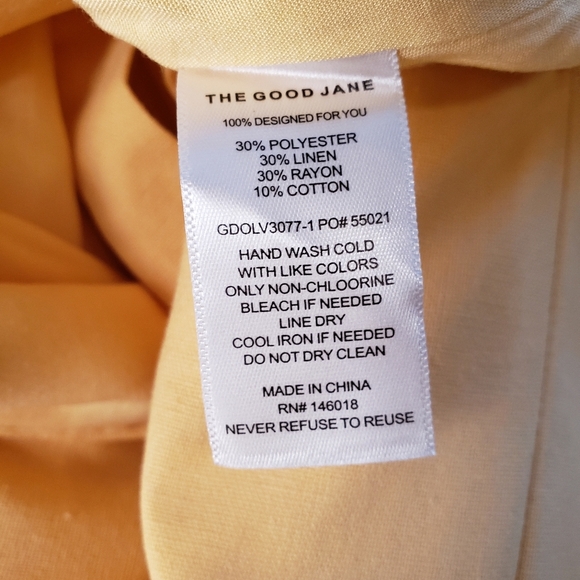 THE GOOD JANE
100% DESIGNED FOR YOU
30% POLYESTER
30% LINEN
30% RAYON
10% COTTON
GDOLV3077-1 PO# 55021
HAND WASH COLD
WITH LIKE COLORS
ONLY NON-CHLOORINE
BLEACH IF NEEDED
LINE DRY
COOL IRON IF NEEDED
DO NOT DRY CLEAN
MADE IN CHINA
RN# 146018
NEVER REFUSE TO REUSE